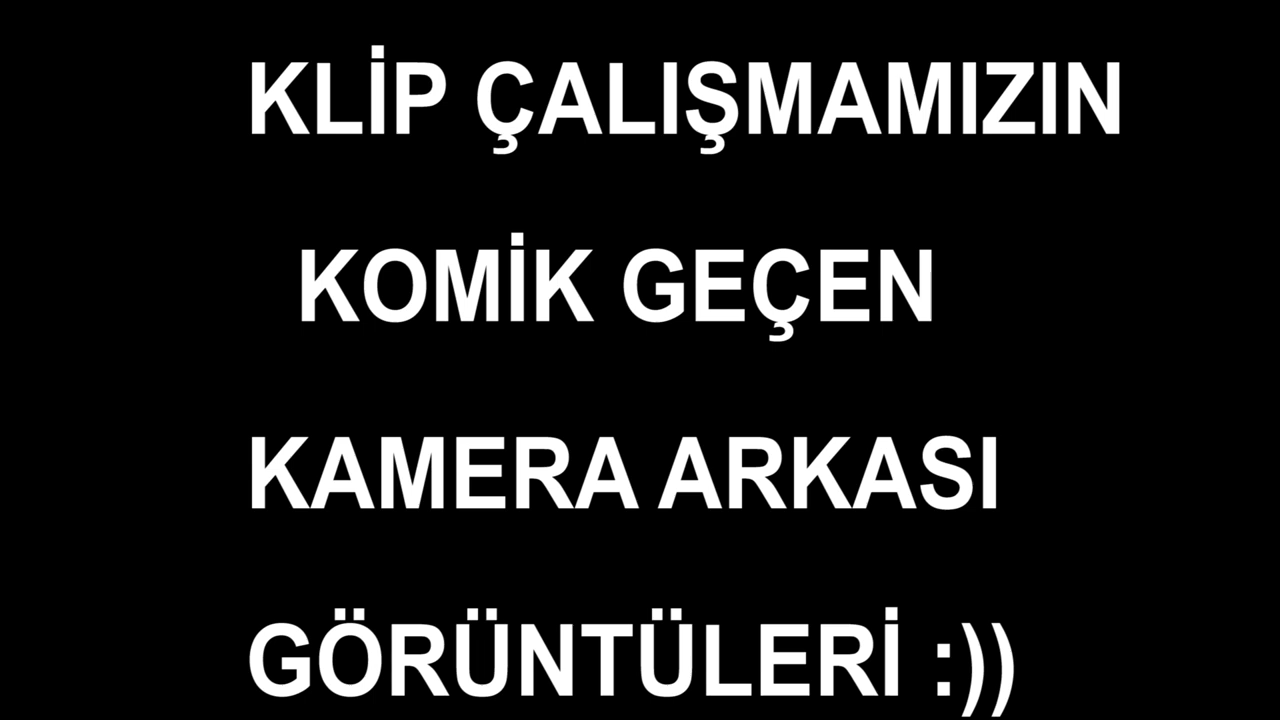 KLİP ÇALIŞMAMIZIN
KOMİK GEÇEN
KAMERA ARKASI
GÖRÜNTÜLERİ :))